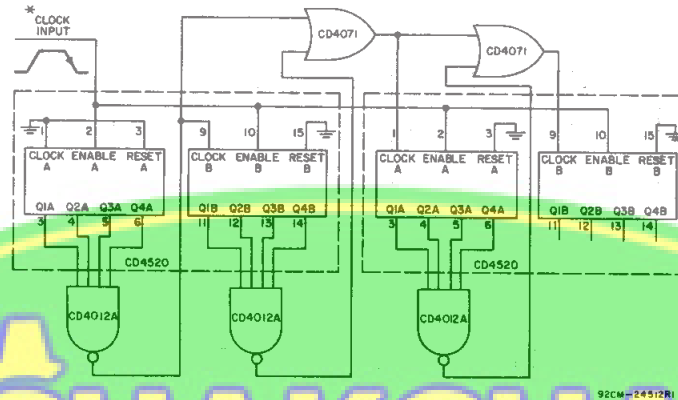 *
CLOCK
INPUT
CD4071
CD4071
1
2
3
9
10
15
1
2
3
9
10
15
CLOCK A
ENABLE A
RESET A
CLOCK B
ENABLE B
RESET B
CLOCK A
ENABLE A
RESET A
CLOCK B
ENABLE B
RESET B
Q1A Q2A Q3A Q4A
Q1B Q2B Q3B Q4B
Q1A Q2A Q3A Q4A
Q1B Q2B Q3B Q4B
3 4 5 6
11 12 13 14
3 4 5 6
11 12 13 14
CD4520
CD4520
CD4012A
CD4012A
CD4012A
92CM-24512R1